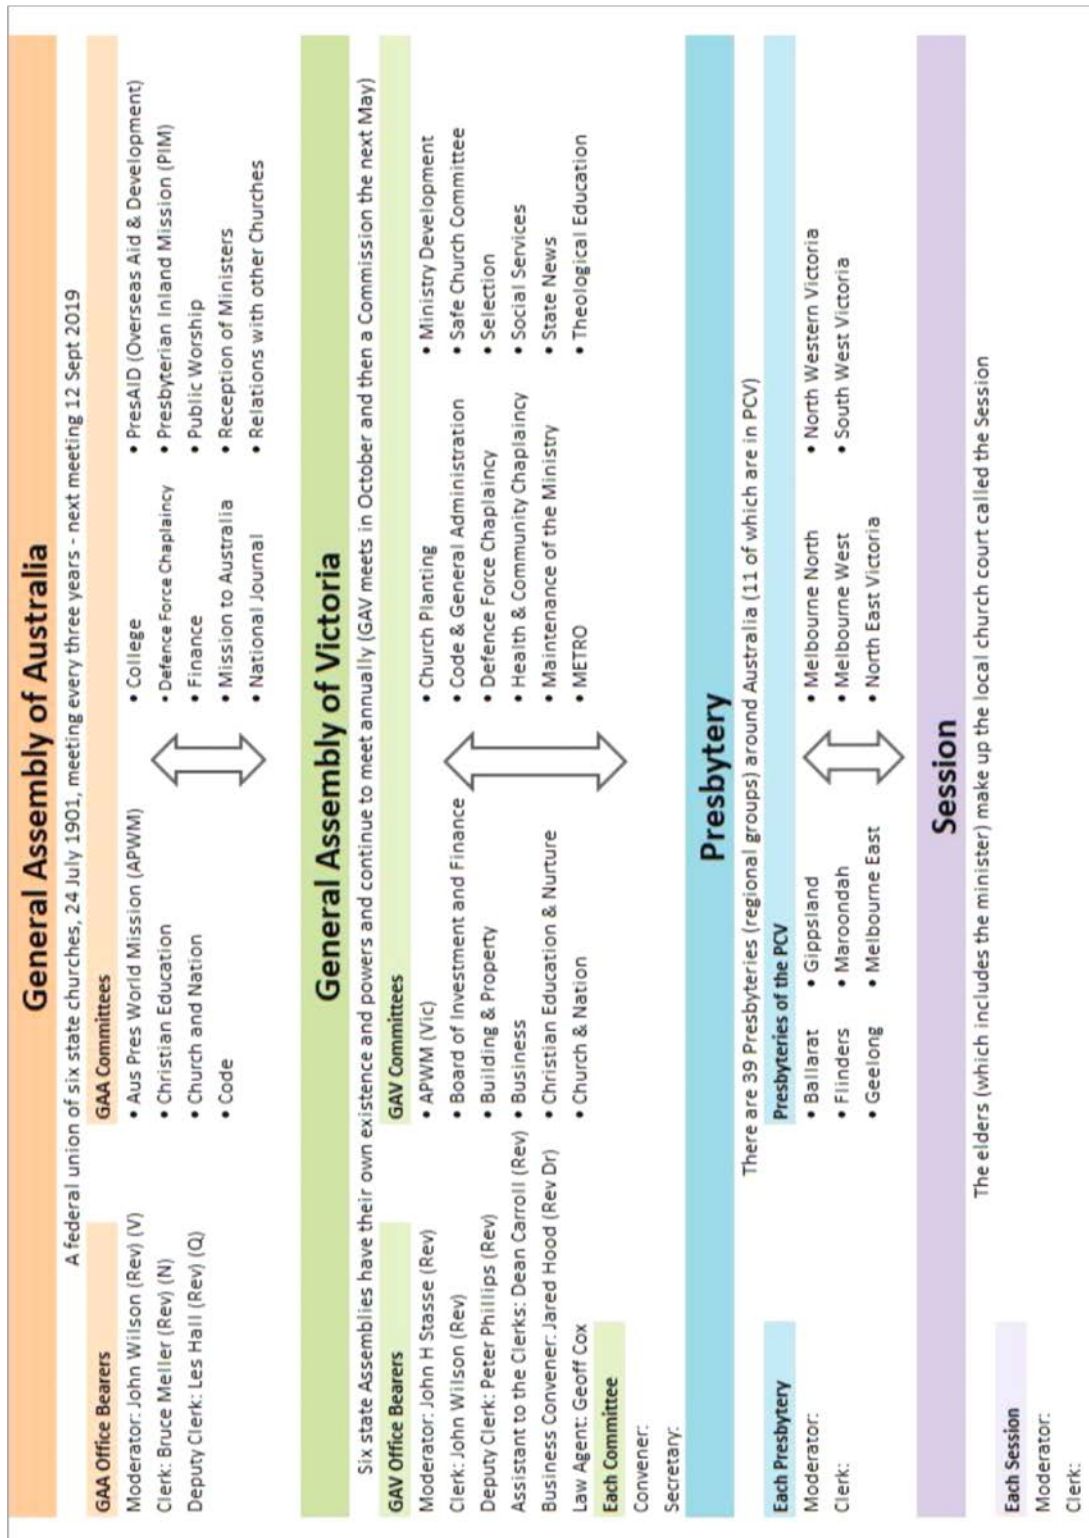 General Assembly of Australia
A federal union of six state churches, 24 July 1901, meeting every three years - next meeting 12 Sept 2019
GAA Office Bearers
Moderator: John Wilson (Rev) (V)
Clerk: Bruce Meller (Rev) (N)
Deputy Clerk: Les Hall (Rev) (Q)
GAA Committees
• Aus Pres World Mission (APWM)
• Christian Education
• Church and Nation
• Code
• College
• Defence Force Chaplaincy
• Finance
• Mission to Australia
• National Journal
• PresAID (Overseas Aid & Development)
• Presbyterian Inland Mission (PIM)
• Public Worship
• Reception of Ministers
• Relations with other Churches
General Assembly of Victoria
Six state Assemblies have their own existence and powers and continue to meet annually (GAV meets in October and then a Commission the next May)
GAV Office Bearers
Moderator: John H Stasse (Rev)
Clerk: John Wilson (Rev)
Deputy Clerk: Peter Phillips (Rev)
Assistant to the Clerks: Dean Carroll (Rev)
Business Convener: Jared Hood (Rev Dr)
Law Agent: Geoff Cox
Each Committee
Convener:
Secretary:
GAV Committees
• APWM (Vic)
• Board of Investment and Finance
• Building & Property
• Business
• Christian Education & Nurture
• Church & Nation
• Church Planting
• Code & General Administration
• Defence Force Chaplaincy
• Health & Community Chaplaincy
• Maintenance of the Ministry
• METRO
• Ministry Development
• Safe Church Committee
• Selection
• Social Services
• State News
• Theological Education
Presbytery
There are 39 Presbyteries (regional groups) around Australia (11 of which are in PCV)
Each Presbytery
Moderator:
Clerk:
Presbyteries of the PCV
• Ballarat
• Flinders
• Geelong
• Gippsland
• Maroondah
• Melbourne East
• Melbourne North
• Melbourne West
• North East Victoria
• North Western Victoria
• South West Victoria
Session
The elders (which includes the minister) make up the local church court called the Session
Each Session
Moderator:
Clerk: